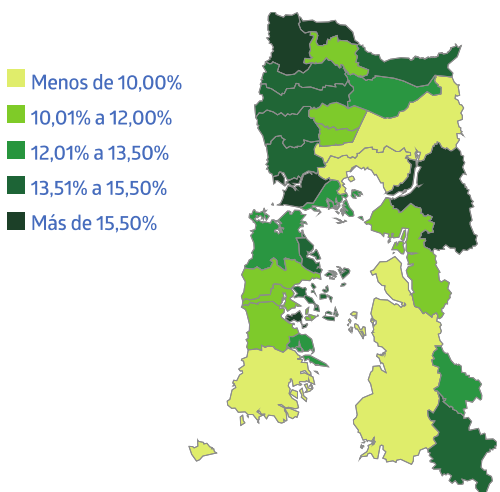 Menos de 10,00%
10,01% a 12,00%
12,01% a 13,50%
13,51% a 15,50%
Más de 15,50%